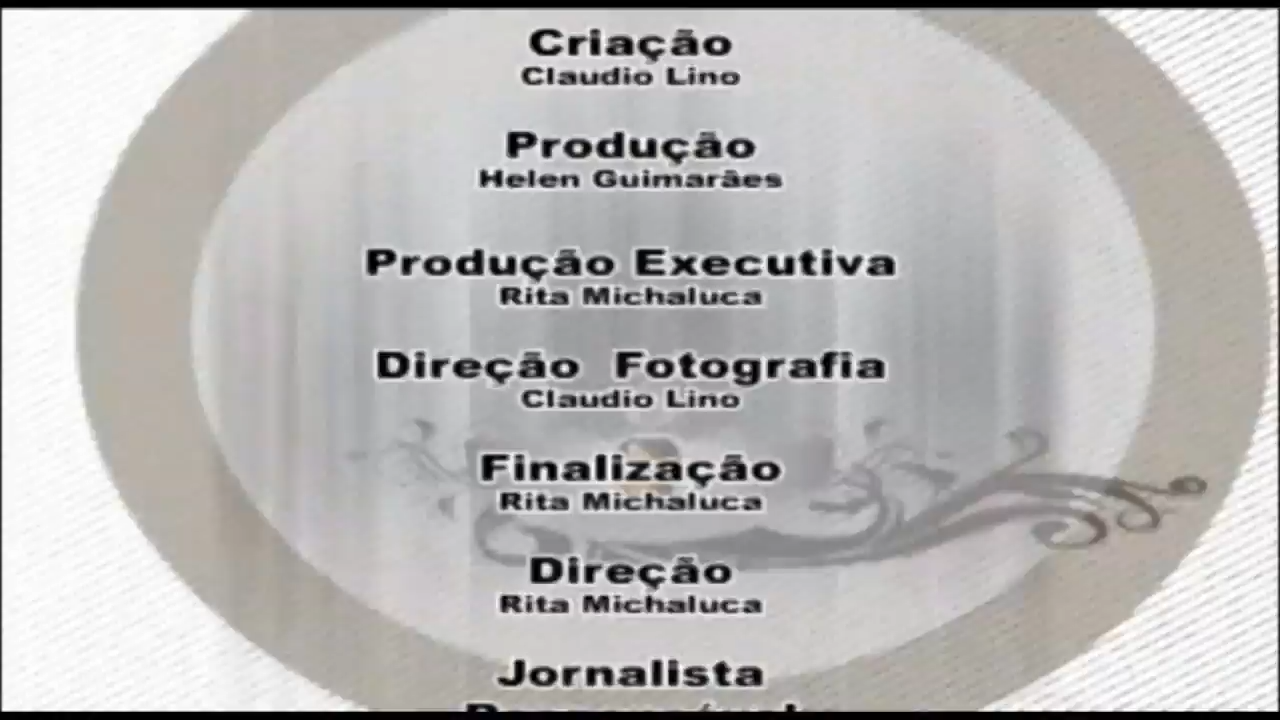 Criação
Claudio Lino
Produção
Helen Guimarães
Produção Executiva
Rita Michaluca
Direção Fotografia
Claudio Lino
Finalização
Rita Michaluca
Direção
Rita Michaluca
Jornalista